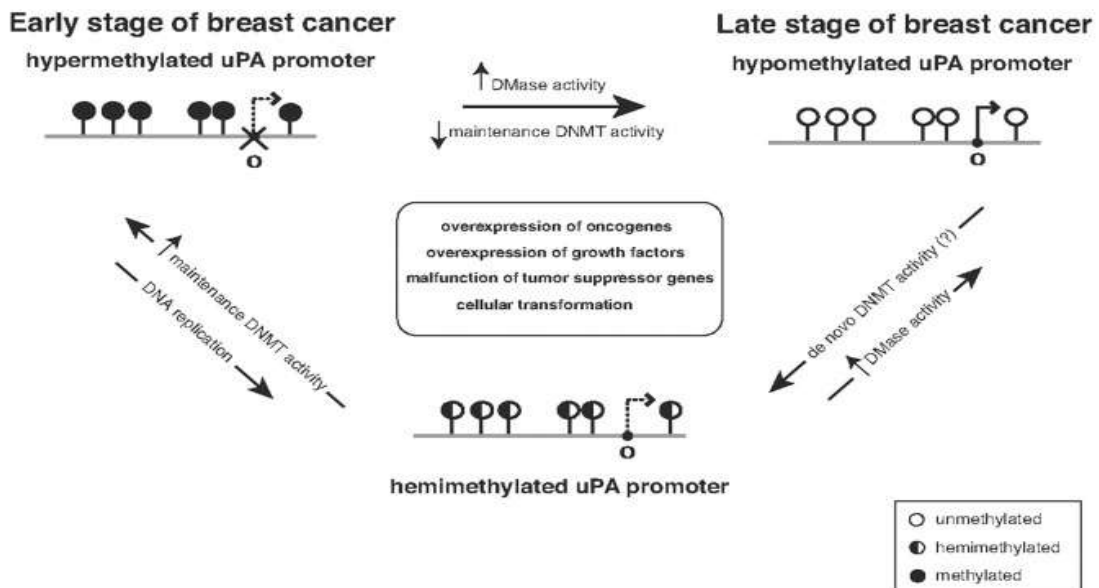 Early stage of breast cancer
hypermethylated uPA promoter
O
↑ DMase activity
↓ maintenance DNMT activity
Late stage of breast cancer
hypomethylated uPA promoter
O
overexpression of oncogenes
overexpression of growth factors
malfunction of tumor suppressor genes
cellular transformation
↑ maintenance DNMT activity
DNA replication
de novo DNMT activity (?)
↑ DMase activity
O
hemimethylated uPA promoter
unmethylated
hemimethylated
methylated